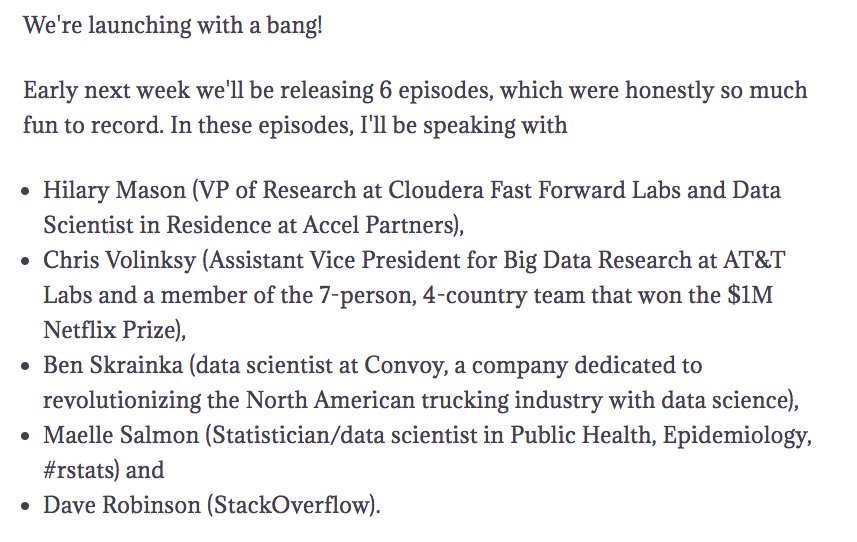 We're launching with a bang!
Early next week we'll be releasing 6 episodes, which were honestly so much
fun to record. In these episodes, I'll be speaking with
• Hilary Mason (VP of Research at Cloudera Fast Forward Labs and Data
Scientist in Residence at Accel Partners),
• Chris Volinksy (Assistant Vice President for Big Data Research at AT&T
Labs and a member of the 7-person, 4-country team that won the $1M
Netflix Prize),
• Ben Skrainka (data scientist at Convoy, a company dedicated to
revolutionizing the North American trucking industry with data science),
• Maelle Salmon (Statistician/data scientist in Public Health, Epidemiology,
#rstats) and
• Dave Robinson (StackOverflow).